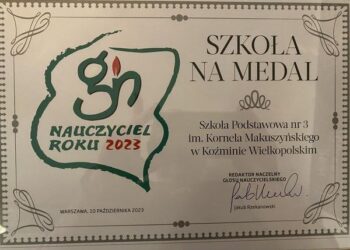 gn
NAUCZYCIEL
ROKU 2023
SZKOŁA
NA MEDAL
Szkoła Podstawowa nr 3
im. Kornela Makuszyńskiego
w Koźminie Wielkopolskim
REDAKTOR NACZELNY
GŁOSU NAUCZYCIELSKIEGO
Jakub Rzekanowski
WARSZAWA, 10 PAŹDZIERNIKA 2023